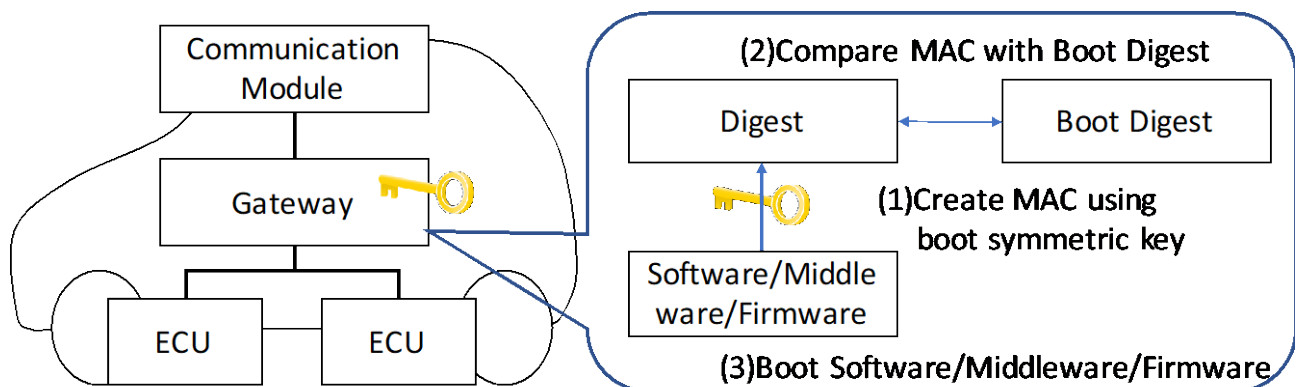 Communication
Module
Gateway
ECU
ECU
(2)Compare MAC with Boot Digest
Digest
Boot Digest
(1)Create MAC using
boot symmetric key
Software/Middle
ware/Firmware
(3)Boot Software/Middleware/Firmware